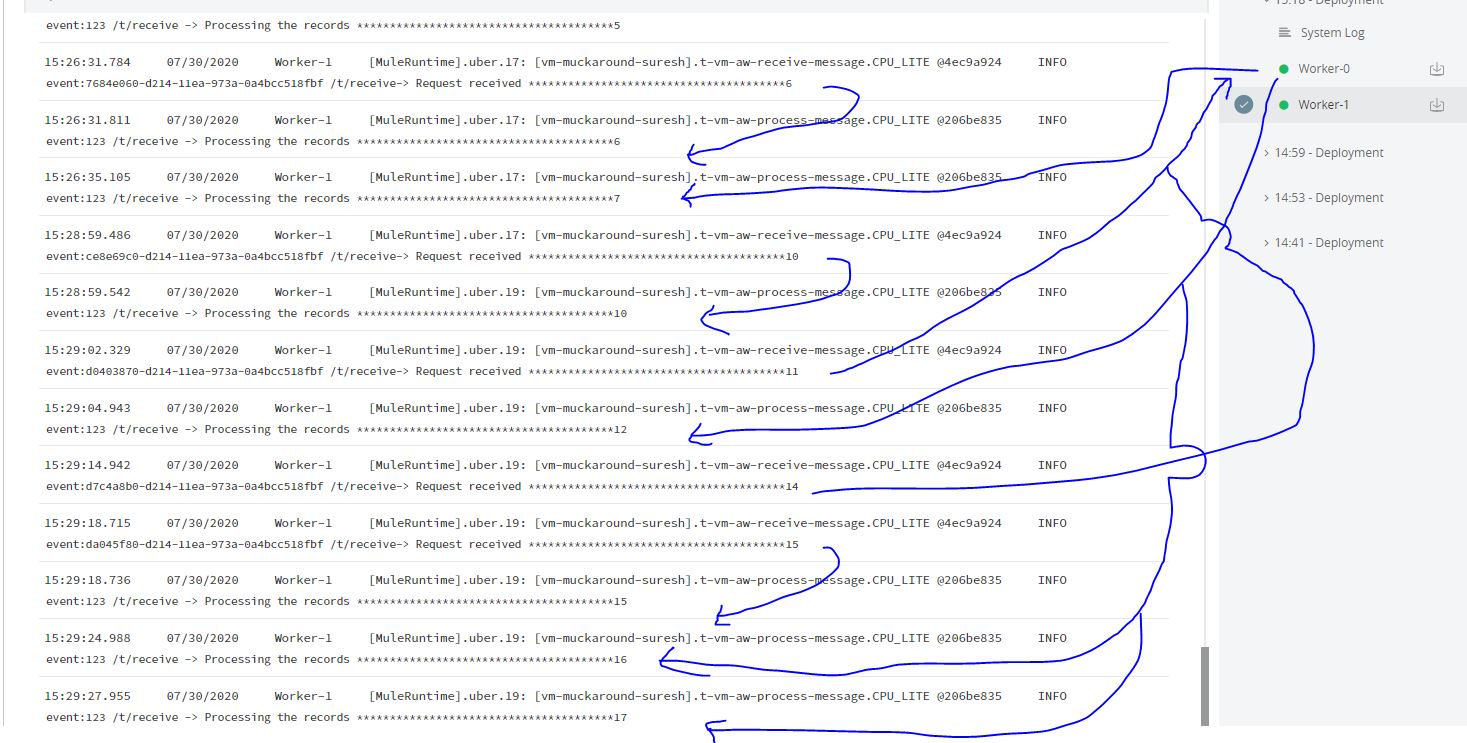 event:123 /t/receive -> Processing the records ***************************************5
15:26:31.784 07/30/2020 Worker-1 [MuleRuntime].uber.17: [vm-muckaround-suresh].t-vm-aw-receive-message.CPU_LITE @4ec9a924 INFO
event:7684e060-d214-11ea-973a-0a4bcc518fbf /t/receive-> Request received ***************************************6
15:26:31.811 07/30/2020 Worker-1 [MuleRuntime].uber.17: [vm-muckaround-suresh].t-vm-aw-process-message.CPU_LITE @206be835 INFO
event:123 /t/receive -> Processing the records ***************************************6
15:26:35.105 07/30/2020 Worker-1 [MuleRuntime].uber.17: [vm-muckaround-suresh].t-vm-aw-process-message.CPU_LITE @206be835 INFO
event:123 /t/receive -> Processing the records ***************************************7
15:28:59.486 07/30/2020 Worker-1 [MuleRuntime].uber.17: [vm-muckaround-suresh].t-vm-aw-receive-message.CPU_LITE @4ec9a924 INFO
event:ce8e69c0-d214-11ea-973a-0a4bcc518fbf /t/receive-> Request received ***************************************10
15:28:59.542 07/30/2020 Worker-1 [MuleRuntime].uber.19: [vm-muckaround-suresh].t-vm-aw-process-message.CPU_LITE @206be835 INFO
event:123 /t/receive -> Processing the records ***************************************10
15:29:02.329 07/30/2020 Worker-1 [MuleRuntime].uber.19: [vm-muckaround-suresh].t-vm-aw-receive-message.CPU_LITE @4ec9a924 INFO
event:d0403870-d214-11ea-973a-0a4bcc518fbf /t/receive-> Request received ***************************************11
15:29:04.943 07/30/2020 Worker-1 [MuleRuntime].uber.19: [vm-muckaround-suresh].t-vm-aw-process-message.CPU_LITE @206be835 INFO
event:123 /t/receive -> Processing the records ***************************************12
15:29:14.942 07/30/2020 Worker-1 [MuleRuntime].uber.19: [vm-muckaround-suresh].t-vm-aw-receive-message.CPU_LITE @4ec9a924 INFO
event:d7c4a8b0-d214-11ea-973a-0a4bcc518fbf /t/receive-> Request received ***************************************14
15:29:18.715 07/30/2020 Worker-1 [MuleRuntime].uber.19: [vm-muckaround-suresh].t-vm-aw-receive-message.CPU_LITE @4ec9a924 INFO
event:da045f80-d214-11ea-973a-0a4bcc518fbf /t/receive-> Request received ***************************************15
15:29:18.736 07/30/2020 Worker-1 [MuleRuntime].uber.19: [vm-muckaround-suresh].t-vm-aw-process-message.CPU_LITE @206be835 INFO
event:123 /t/receive -> Processing the records ***************************************15
15:29:24.988 07/30/2020 Worker-1 [MuleRuntime].uber.19: [vm-muckaround-suresh].t-vm-aw-process-message.CPU_LITE @206be835 INFO
event:123 /t/receive -> Processing the records ***************************************16
15:29:27.955 07/30/2020 Worker-1 [MuleRuntime].uber.19: [vm-muckaround-suresh].t-vm-aw-process-message.CPU_LITE @206be835 INFO
event:123 /t/receive -> Processing the records ***************************************17
15:18 - Deployment
System Log
Worker-0
Worker-1
14:59 - Deployment
14:53 - Deployment
14:41 - Deployment